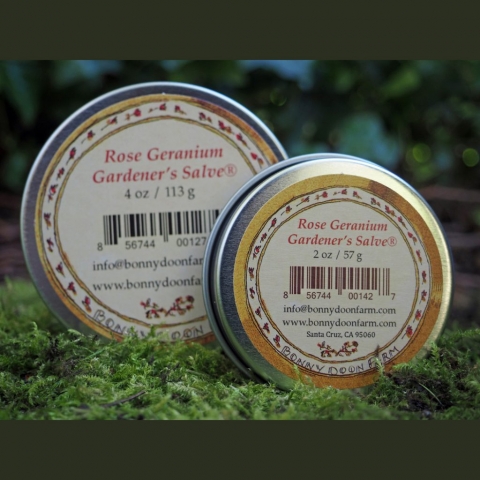 Rose Geranium
Gardener's Salve®
4 oz / 113 g
8 56744 00127
info@bonnydoonfarm
www.bonnydoonfarm
BONNY DOON
Rose Geranium
Gardener's Salve®
2 oz / 57 g
8 56744 00142 7
info@bonnydoonfarm.com
www.bonnydoonfarm.com
Santa Cruz, CA 95060
BONNY DOON FARM